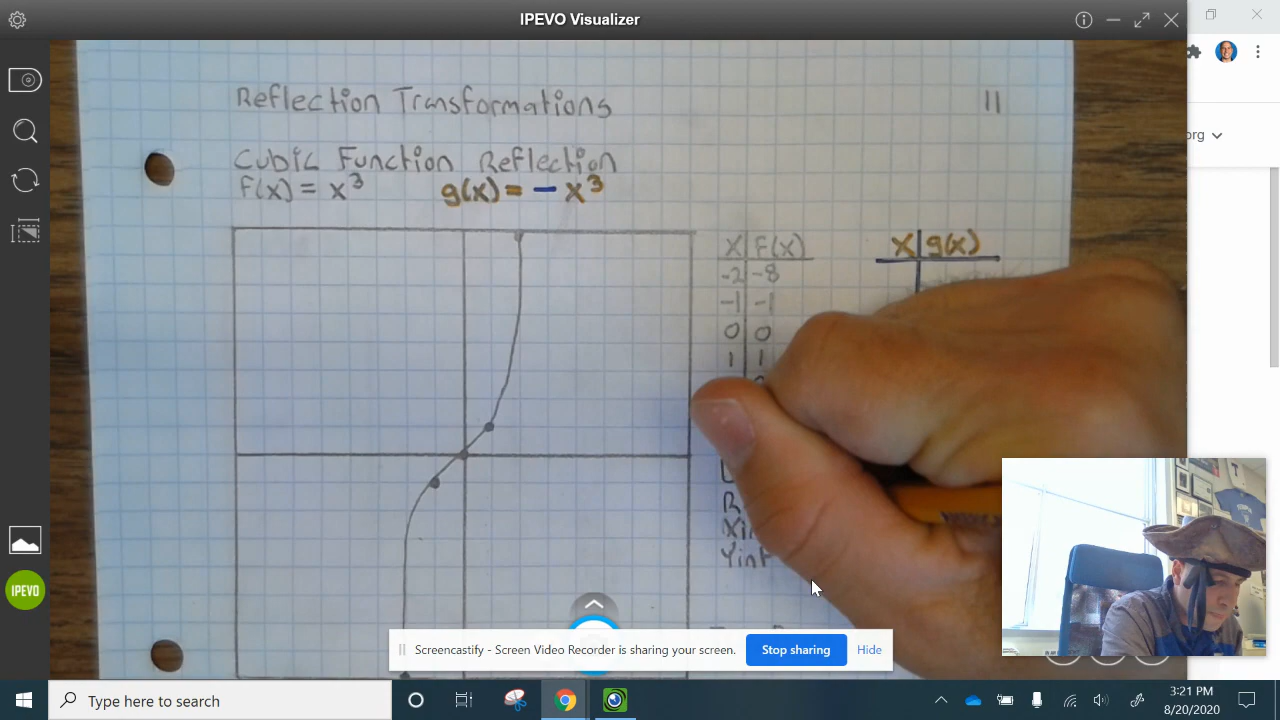 IPEVO Visualizer
Reflection Transformations
11
Cubic Function Reflection
f(x) = x³ g(x) = - x³
X f(x)
-2 -8
-1 -1
0 0
1 1
X g(x)
Yint
org
IPEVO
Screencastify - Screen Video Recorder is sharing your screen.
Stop sharing
Hide
Type here to search
3:21 PM
8/20/2020